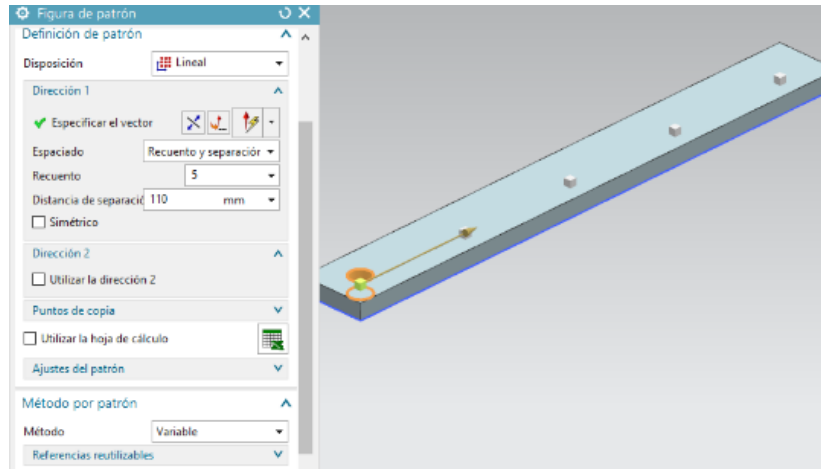 Figura de patrón
Definición de patrón
Disposición Lineal
Dirección 1
Especificar el vector
Espaciado Recuento y separación
Recuento 5
Distancia de separació 110 mm
Simétrico
Dirección 2
Utilizar la dirección 2
Puntos de copia
Utilizar la hoja de cálculo
Ajustes del patrón
Método por patrón
Método Variable
Referencias reutilizables